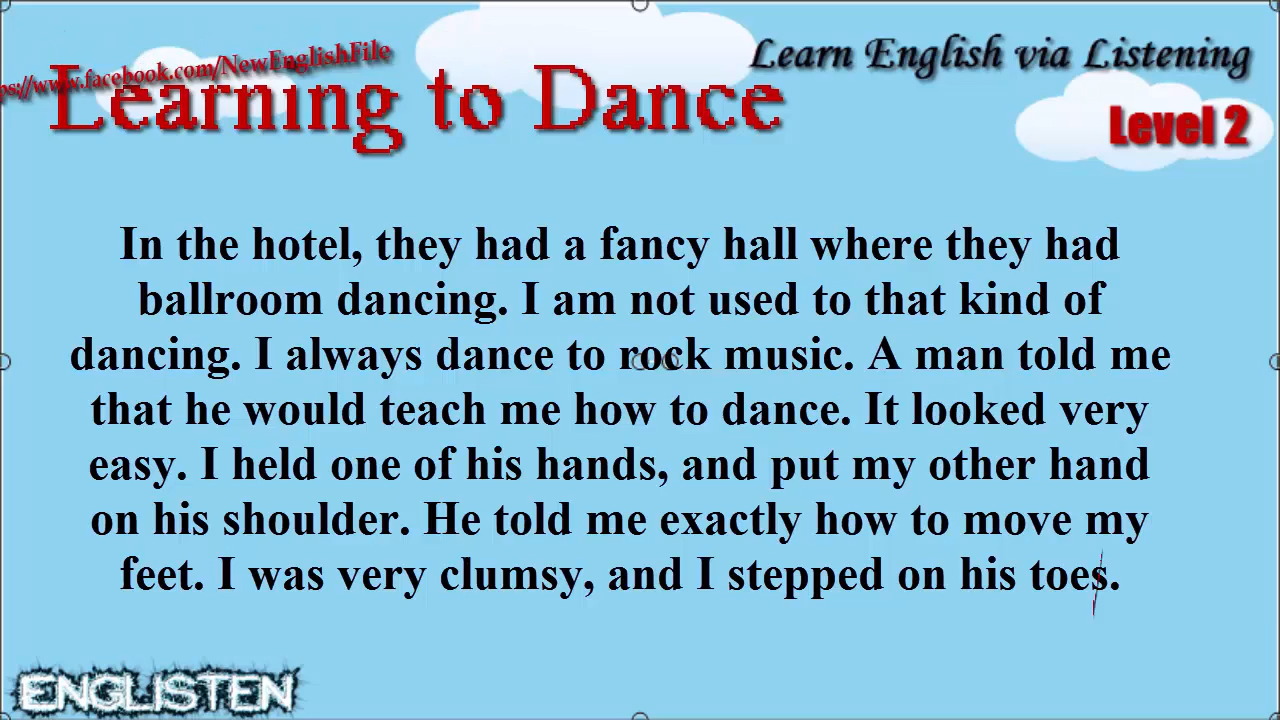 ps://www.facebook.com/NewEnglishFile
Learn English via Listening
Learning to Dance
Level 2
In the hotel, they had a fancy hall where they had
ballroom dancing. I am not used to that kind of
dancing. I always dance to rock music. A man told me
that he would teach me how to dance. It looked very
easy. I held one of his hands, and put my other hand
on his shoulder. He told me exactly how to move my
feet. I was very clumsy, and I stepped on his toes.
ENGLISTEN